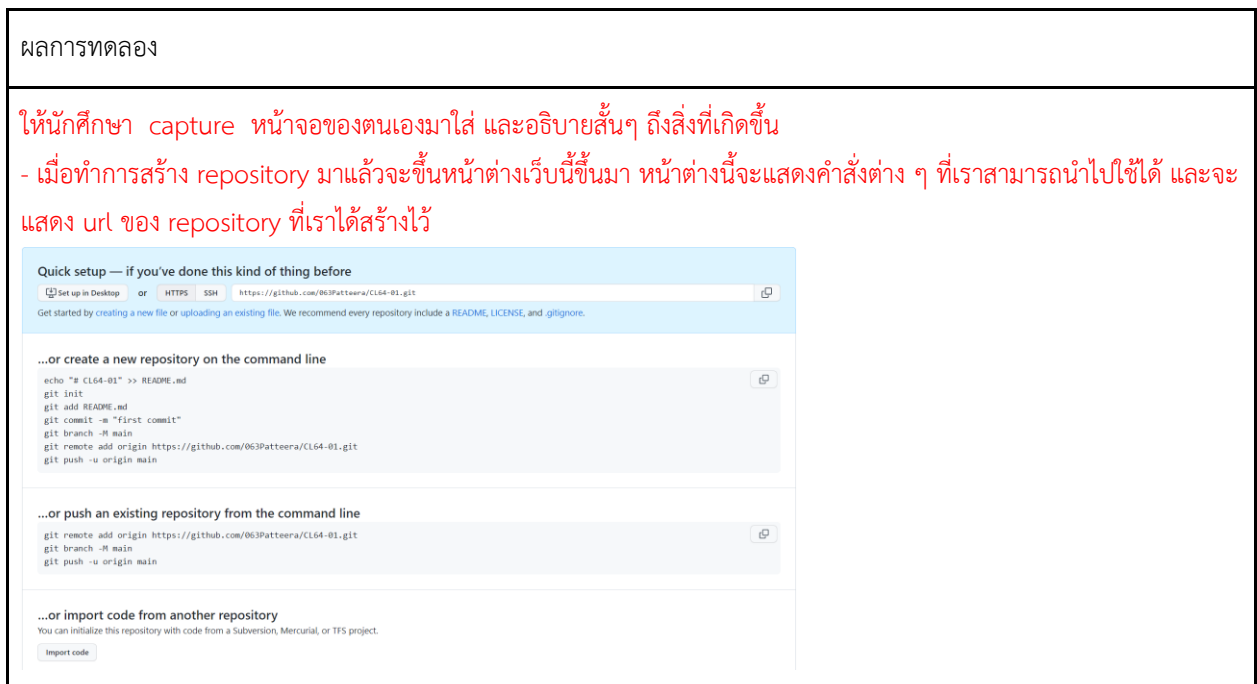 ผลการทดลอง
ให้นักศึกษา capture หน้าจอของตนเองมาใส่ และอธิบายสั้นๆ ถึงสิ่งที่เกิดขึ้น
- เมื่อทำการสร้าง repository มาแล้วจะขึ้นหน้าต่างเว็บนี้ขึ้นมา หน้าต่างนี้จะแสดงคำสั่งต่าง ๆ ที่เราสามารถนำไปใช้ได้ และจะ
แสดง url ของ repository ที่เราได้สร้างไว้
Quick setup — if you've done this kind of thing before
Set up in Desktop or HTTPS SSH https://github.com/063Patteera/CL64-01.git
Get started by creating a new file or uploading an existing file. We recommend every repository include a README, LICENSE, and .gitignore.
...or create a new repository on the command line
echo "# CL64-01" >> README.md
git init
git add README.md
git commit -m "first commit"
git branch -M main
git remote add origin https://github.com/063Patteera/CL64-01.git
git push -u origin main
...or push an existing repository from the command line
git remote add origin https://github.com/063Patteera/CL64-01.git
git branch -M main
git push -u origin main
...or import code from another repository
You can initialize this repository with code from a Subversion, Mercurial, or TFS project.
Import code